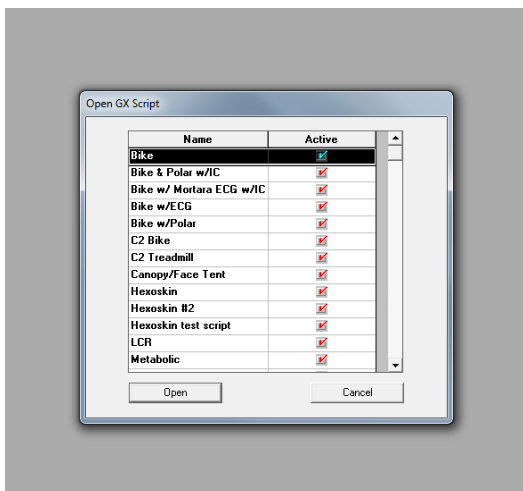 Open GX Script
Name Active
Bike
Bike & Polar w/IC
Bike w/ Mortara ECG w/IC
Bike w/ECG
Bike w/Polar
C2 Bike
C2 Treadmill
Canopy/Face Tent
Hexoskin
Hexoskin #2
Hexoskin test script
LCR
Metabolic
Open Cancel